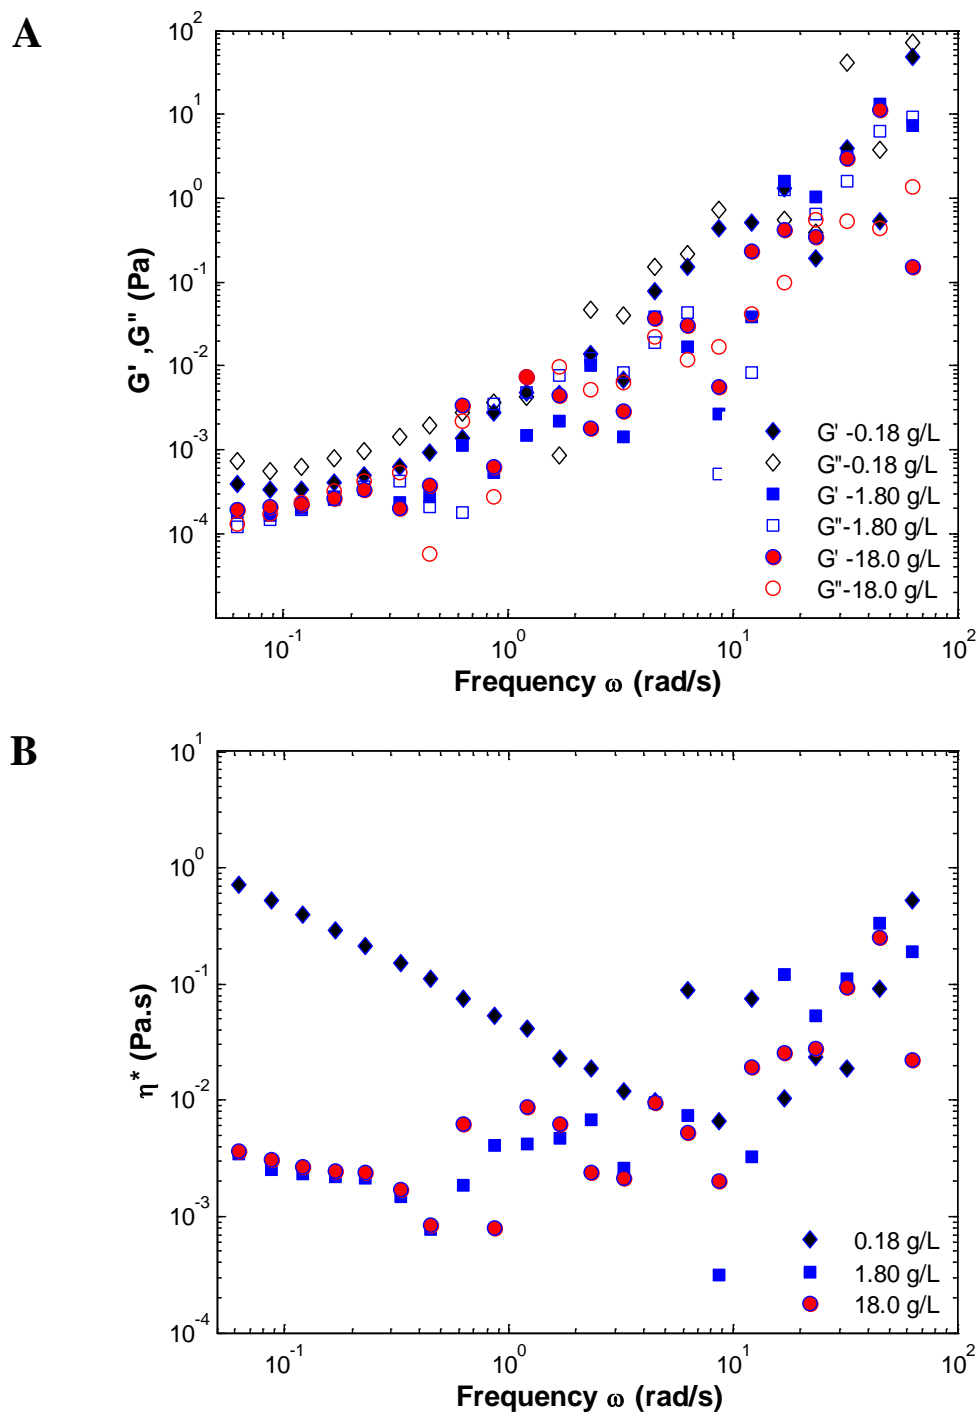 A
10^2
10^1
10^0
10^-1
10^-2
10^-3
10^-4
G' ,G" (Pa)
G' -0.18 g/L
G"-0.18 g/L
G' -1.80 g/L
G"-1.80 g/L
G' -18.0 g/L
G"-18.0 g/L
10^-1 10^0 10^1 10^2
Frequency ω (rad/s)
B
10^1
10^0
10^-1
10^-2
10^-3
10^-4
η* (Pa.s)
0.18 g/L
1.80 g/L
18.0 g/L
10^-1 10^0 10^1 10^2
Frequency ω (rad/s)